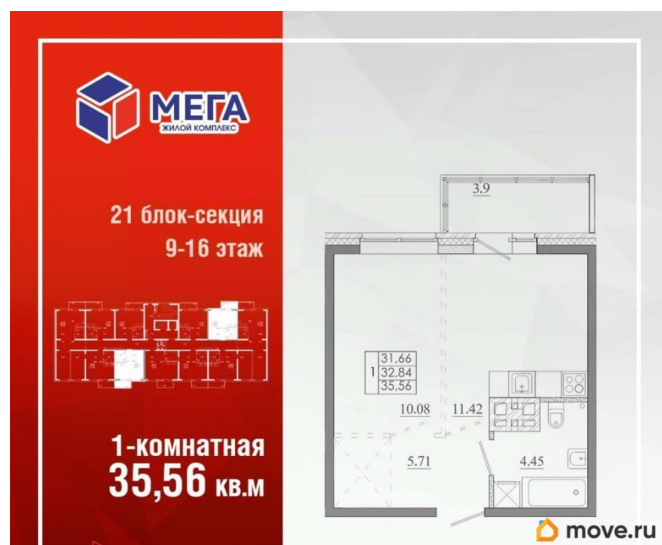 МЕГА
ЖИЛОЙ КОМПЛЕКС
21 блок-секция
9-16 этаж
1-комнатная
35,56 кв.м
3.9
31.66
1 32.84
35.56
10.08 11.42
5.71 4.45
move.ru